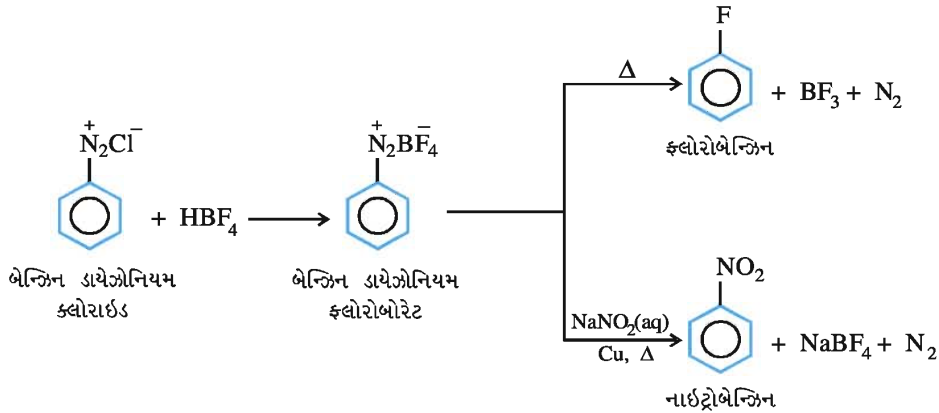 F
Δ
+ BF₃ + N₂
ફ્લોરોબેન્ઝિન
N₂⁺Cl⁻
+ HBF₄
બેન્ઝિન ડાયેઝોનિયમ
ક્લોરાઇડ
N₂⁺BF₄⁻
બેન્ઝિન ડાયેઝોનિયમ
ફ્લોરોબોરેટ
NO₂
NaNO₂(aq)
Cu, Δ
+ NaBF₄ + N₂
નાઇટ્રોબેન્ઝિન